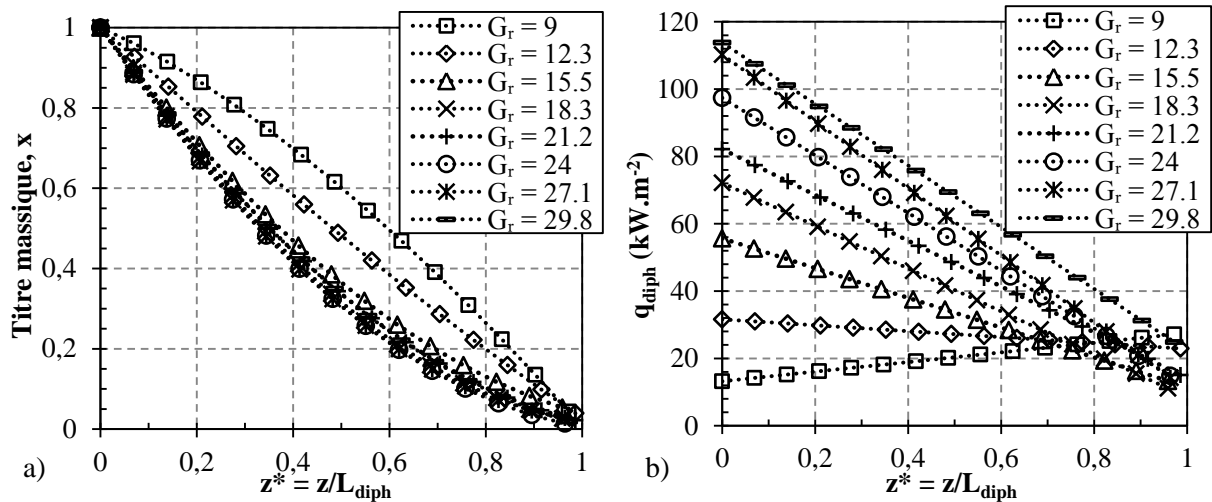 1
0,8
0,6
0,4
0,2
0
Titre massique, x
0 0,2 0,4 0,6 0,8 1
z* = z/L_diph
a)
G_r = 9
G_r = 12.3
G_r = 15.5
G_r = 18.3
G_r = 21.2
G_r = 24
G_r = 27.1
G_r = 29.8
120
100
80
60
40
20
0
q_diph (kW.m^-2)
0 0,2 0,4 0,6 0,8 1
z* = z/L_diph
b)
G_r = 9
G_r = 12.3
G_r = 15.5
G_r = 18.3
G_r = 21.2
G_r = 24
G_r = 27.1
G_r = 29.8